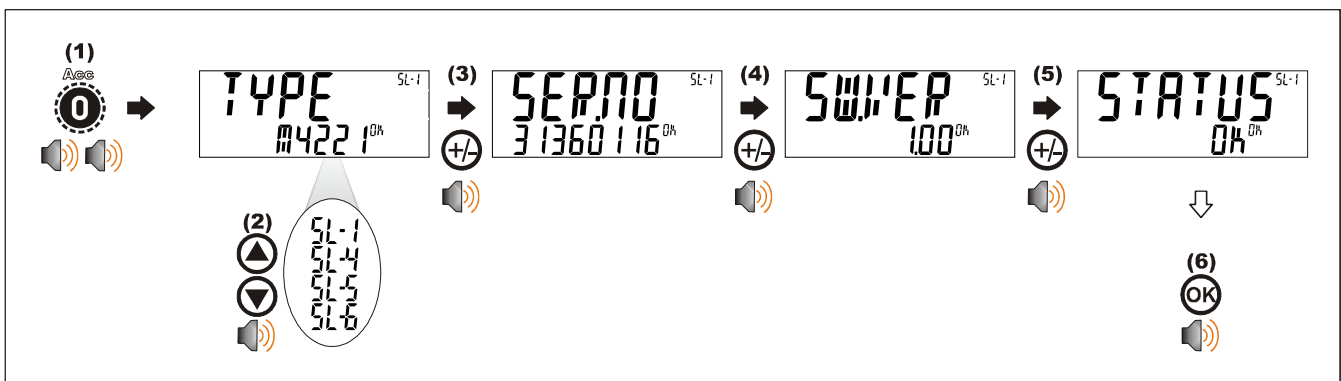 (1)
Acc
0
TYPE SL-1
M4221 OK
(2)
SL-1
SL-4
SL-5
SL-6
(3)
+/-
SER.NO SL-1
31360116 OK
(4)
+/-
SW.VER SL-1
1.00 OK
(5)
+/-
STATUS SL-1
OK OK
(6)
OK